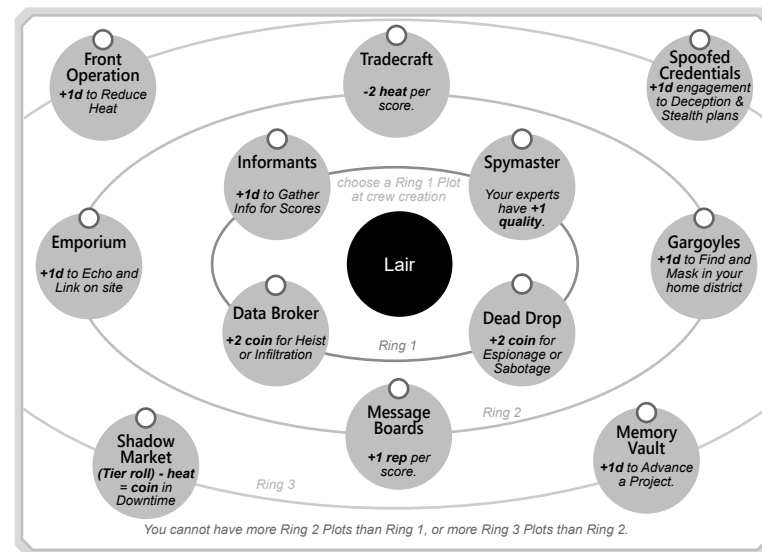 Front
Operation
+1d to Reduce
Heat
Tradecraft
-2 heat per
score.
Spoofed
Credentials
+1d engagement
to Deception &
Stealth plans
Informants
+1d to Gather
Info for Scores
choose a Ring 1 Plot
at crew creation
Spymaster
Your experts
have +1
quality.
Emporium
+1d to Echo and
Link on site
Lair
Gargoyles
+1d to Find and
Mask in your
home district
Data Broker
+2 coin for Heist
or Infiltration
Ring 1
Dead Drop
+2 coin for
Espionage or
Sabotage
Shadow
Market
(Tier roll) - heat
= coin in
Downtime
Ring 3
Message
Boards
+1 rep per
score.
Ring 2
Memory
Vault
+1d to Advance
a Project.
You cannot have more Ring 2 Plots than Ring 1, or more Ring 3 Plots than Ring 2.